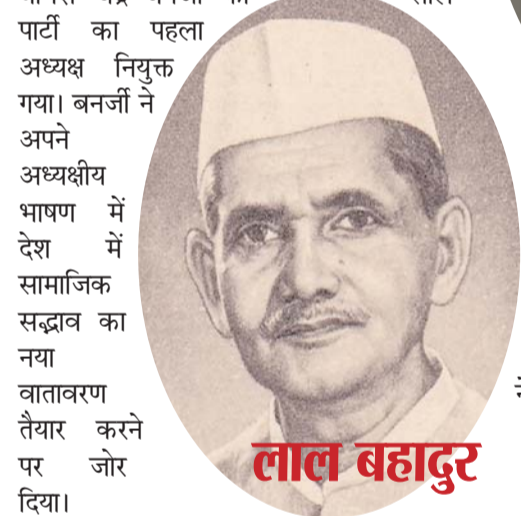 पार्टी का पहला
अध्यक्ष नियुक्त
गया। बनर्जी ने
अपने
अध्यक्षीय
भाषण में
देश में
सामाजिक
सद्भाव का
नया
वातावरण
तैयार करने
पर जोर
दिया।
लाल बहादुर